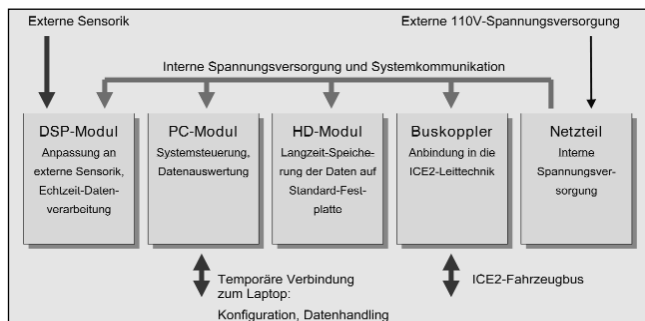 Externe Sensorik
Externe 110V-Spannungsversorgung
Interne Spannungsversorgung und Systemkommunikation
DSP-Modul
Anpassung an
externe Sensorik,
Echtzeit-Daten-
verarbeitung
PC-Modul
Systemsteuerung,
Datenauswertung
HD-Modul
Langzeit-Speiche-
rung der Daten auf
Standard-Fest-
platte
Buskoppler
Anbindung in die
ICE2-Leittechnik
Netzteil
Interne
Spannungsver-
sorgung
Temporäre Verbindung
zum Laptop:
Konfiguration, Datenhandling
ICE2-Fahrzeugbus